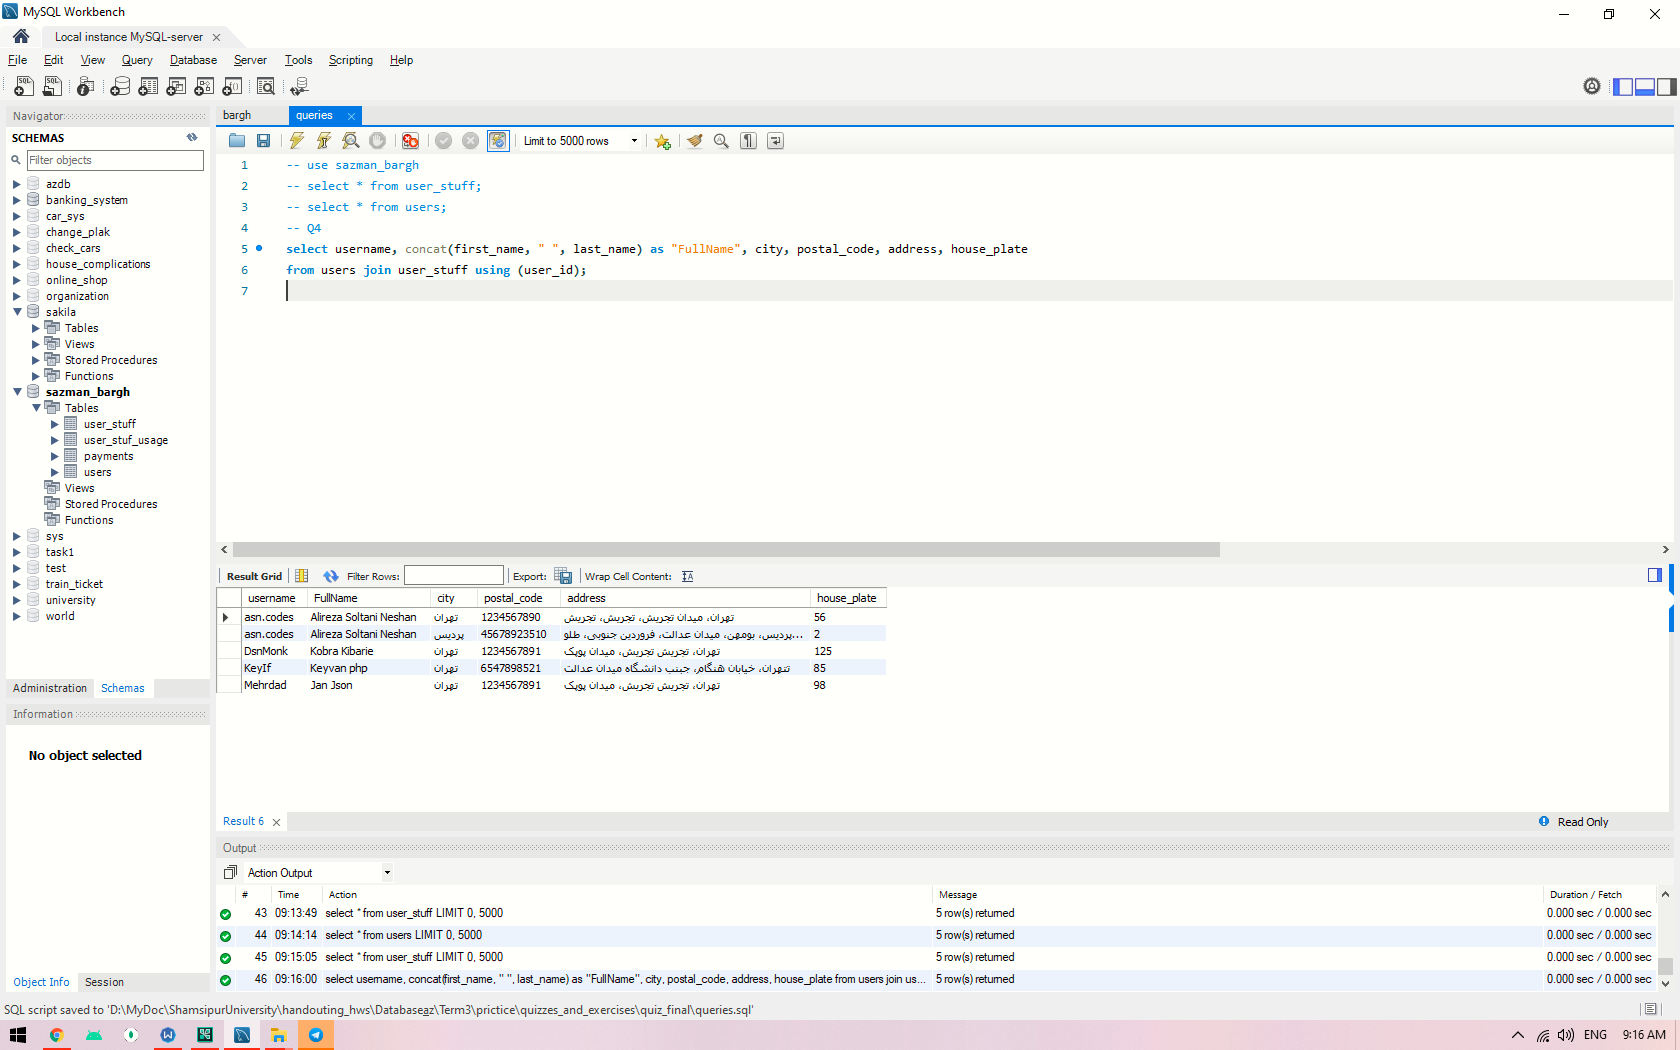 MySQL Workbench
Local instance MySQL-server
File Edit View Query Database Server Tools Scripting Help
Navigator
SCHEMAS
Filter objects
azdb
banking_system
car_sys
change_plak
check_cars
house_complications
online_shop
organization
sakila
Tables
Views
Stored Procedures
Functions
sazman_bargh
Tables
user_stuff
user_stuf_usage
payments
users
Views
Stored Procedures
Functions
sys
task1
test
train_ticket
university
world
Administration Schemas
Information
No object selected
Object Info Session
bargh queries
Limit to 5000 rows
1 -- use sazman_bargh
2 -- select * from user_stuff;
3 -- select * from users;
4 -- Q4
5 select username, concat(first_name, " ", last_name) as "FullName", city, postal_code, address, house_plate
6 from users join user_stuff using (user_id);
7
Result Grid Filter Rows: Export: Wrap Cell Content:
username FullName city postal_code address house_plate
asn.codes Alireza Soltani Neshan تهران 1234567890 تهران، میدان تجریش، تجریش، تجریش 56
asn.codes Alireza Soltani Neshan پردیس 45678923510 پردیس، بومهن، میدان عدالت، فروردین جنوبی، طلو... 2
DsnMonk Kobra Kibarie تهران 1234567891 تهران، تجریش تجریش، میدان پوپک 125
KeyIf Keyvan php تهران 6547898521 تتهران، خیابان هنگام، جبنب دانشگاه میدان عدالت 85
Mehrdad Jan Json تهران 1234567891 تهران، تجریش تجریش، میدان پوپک 98
Result 6 Read Only
Output
Action Output
# Time Action Message Duration / Fetch
43 09:13:49 select * from user_stuff LIMIT 0, 5000 5 row(s) returned 0.000 sec / 0.000 sec
44 09:14:14 select * from users LIMIT 0, 5000 5 row(s) returned 0.000 sec / 0.000 sec
45 09:15:05 select * from user_stuff LIMIT 0, 5000 5 row(s) returned 0.000 sec / 0.000 sec
46 09:16:00 select username, concat(first_name, " ", last_name) as "FullName", city, postal_code, address, house_plate from users join us... 5 row(s) returned 0.000 sec / 0.000 sec
SQL script saved to 'D:\MyDoc\ShamsipurUniversity\handouting_hws\Databaseaz\Term3\prictice\quizzes_and_exercises\quiz_final\queries.sql'
ENG 9:16 AM